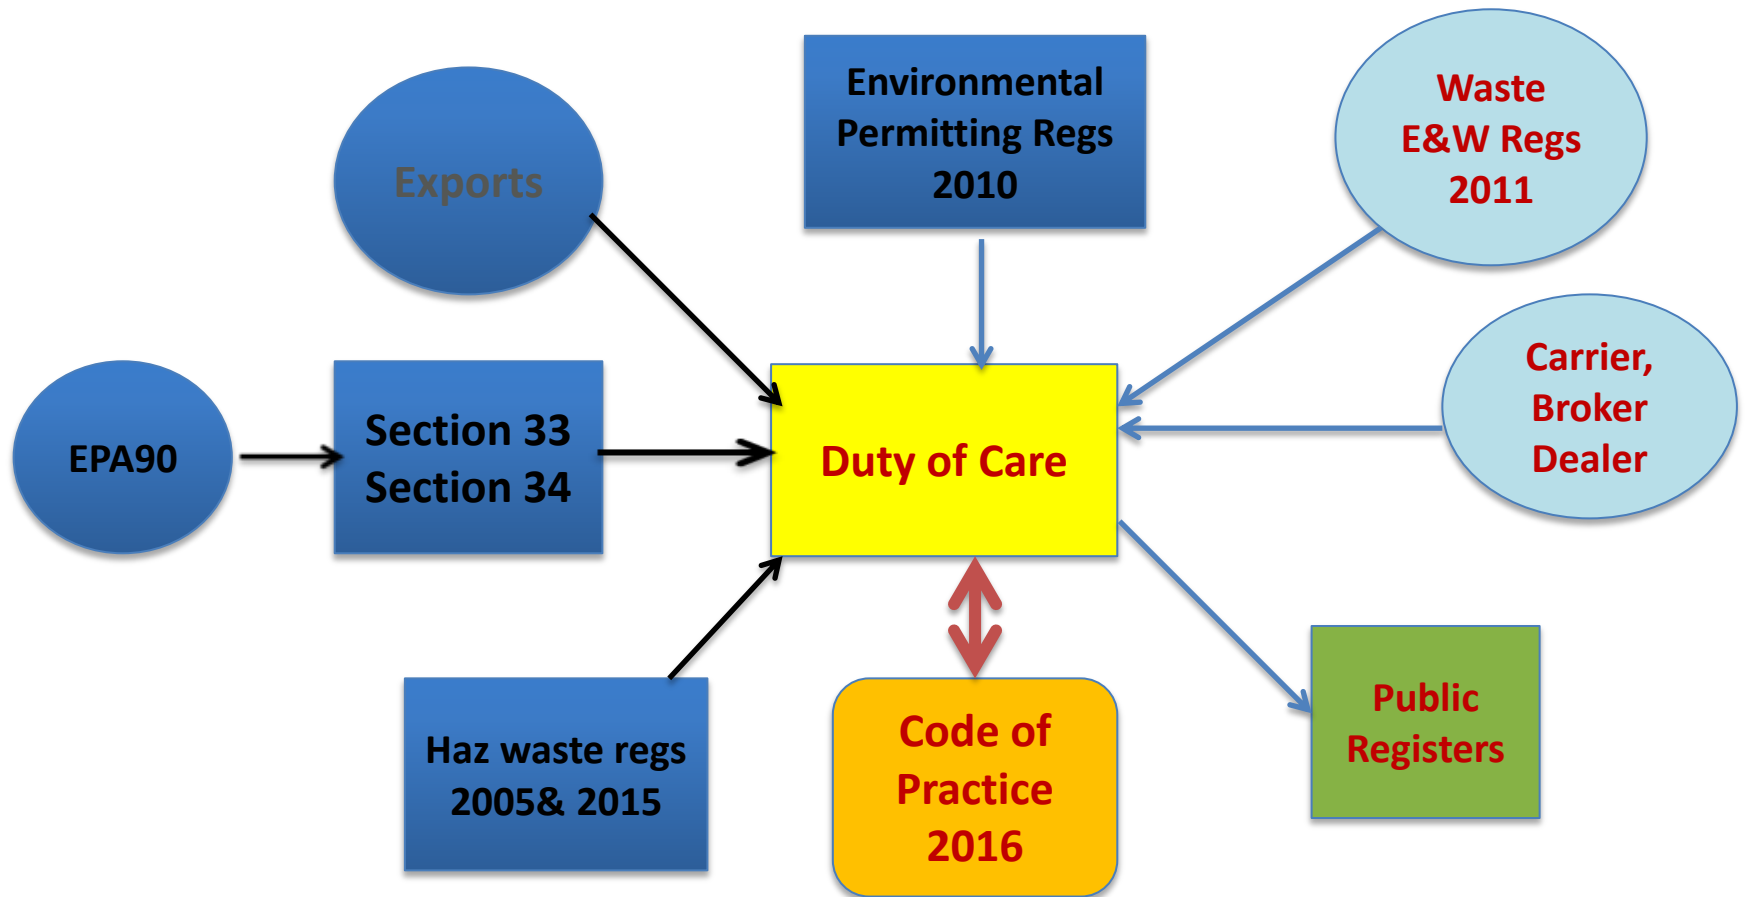 Exports
Environmental
Permitting Regs
2010
Waste
E&W Regs
2011
EPA90
Section 33
Section 34
Duty of Care
Carrier,
Broker
Dealer
Haz waste regs
2005& 2015
Code of
Practice
2016
Public
Registers